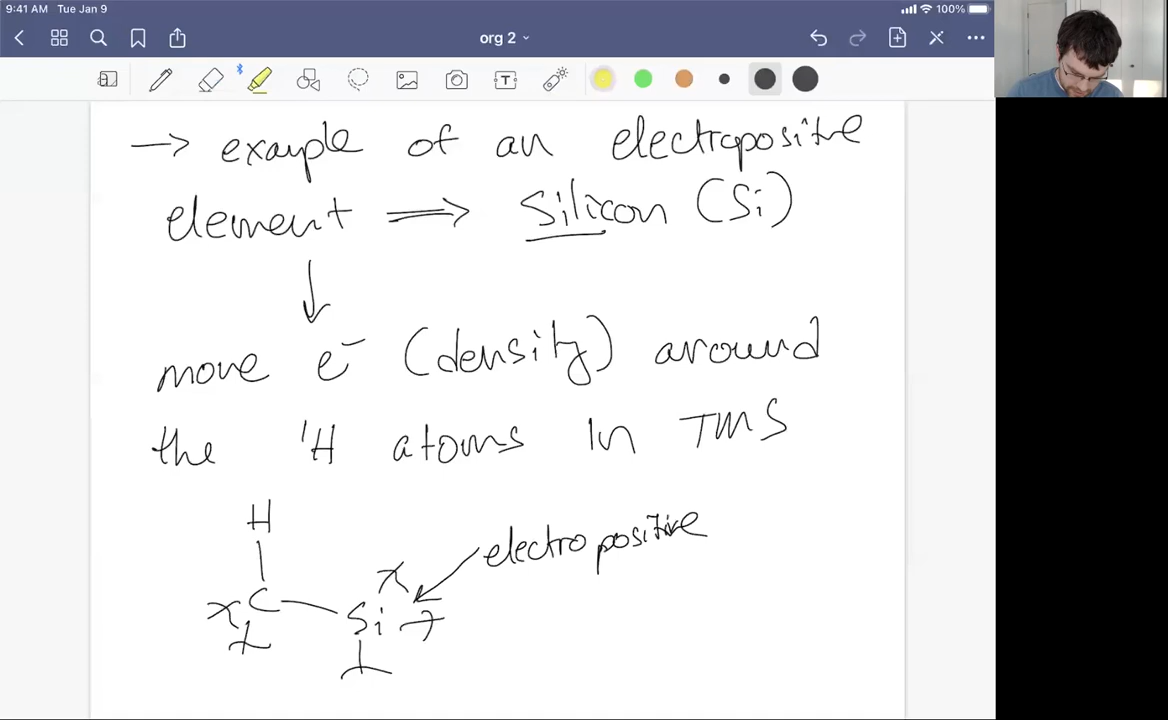 9:41 AM Tue Jan 9
100%
org 2
→ example of an electropositive
element ⇒ Silicon (Si)
↓
move e⁻ (density) around
the ¹H atoms in TMS
H
C Si
electropositive